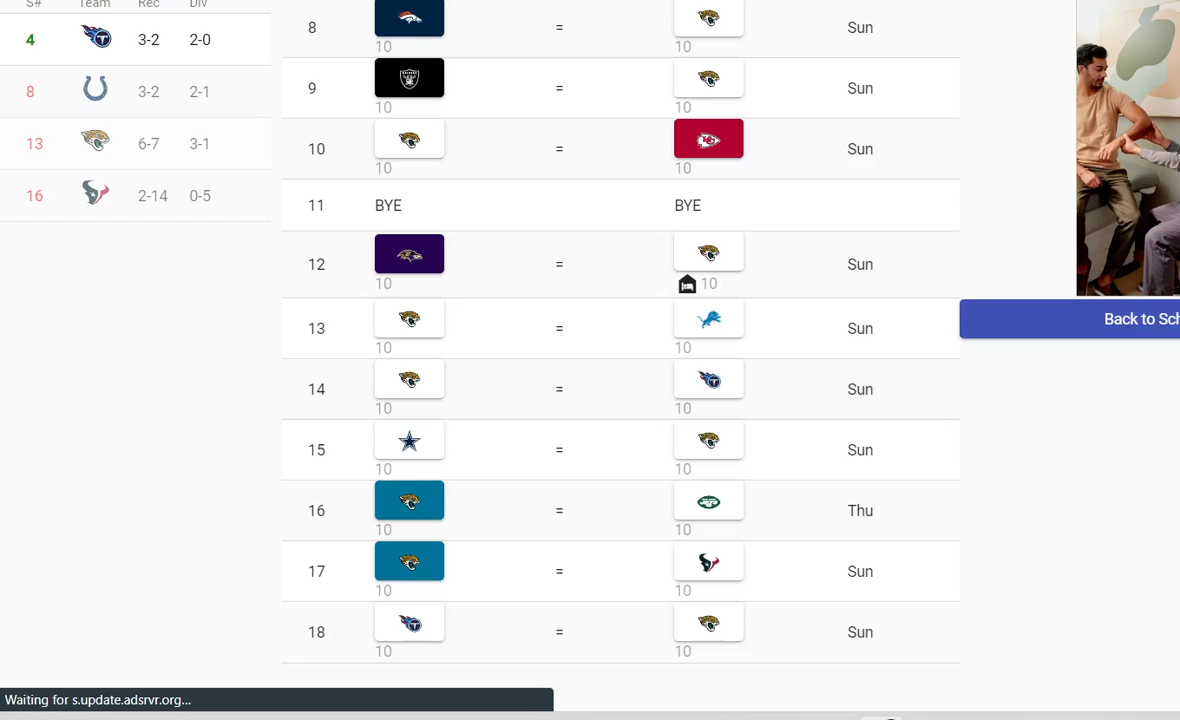 S# Team Rec Div
4 3-2 2-0
8 3-2 2-1
13 6-7 3-1
16 2-14 0-5
8 = Sun
10 10
9 = Sun
10 10
10 = Sun
10 10
11 BYE BYE
12 = Sun
10 10
13 = Sun
10 10
14 = Sun
10 10
15 = Sun
10 10
16 = Thu
10 10
17 = Sun
10 10
18 = Sun
10 10
Back to Sch
Waiting for s.update.adsrvr.org...